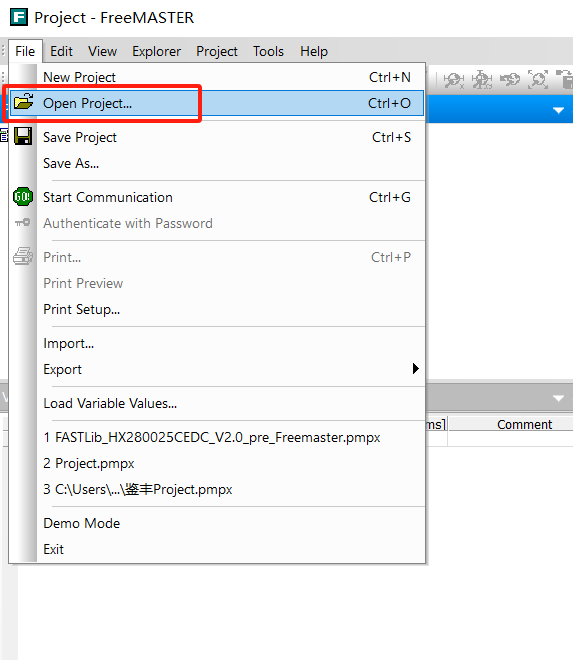 Project - FreeMASTER
File Edit View Explorer Project Tools Help
New Project Ctrl+N
Open Project... Ctrl+O
Save Project Ctrl+S
Save As...
GO! Start Communication Ctrl+G
Authenticate with Password
Print... Ctrl+P
Print Preview
Print Setup...
Import...
Export
Load Variable Values...
ms] Comment
1 FASTLib_HX280025CEDC_V2.0_pre_Freemaster.pmpx
2 Project.pmpx
3 C:\Users\...\鉴丰Project.pmpx
Demo Mode
Exit